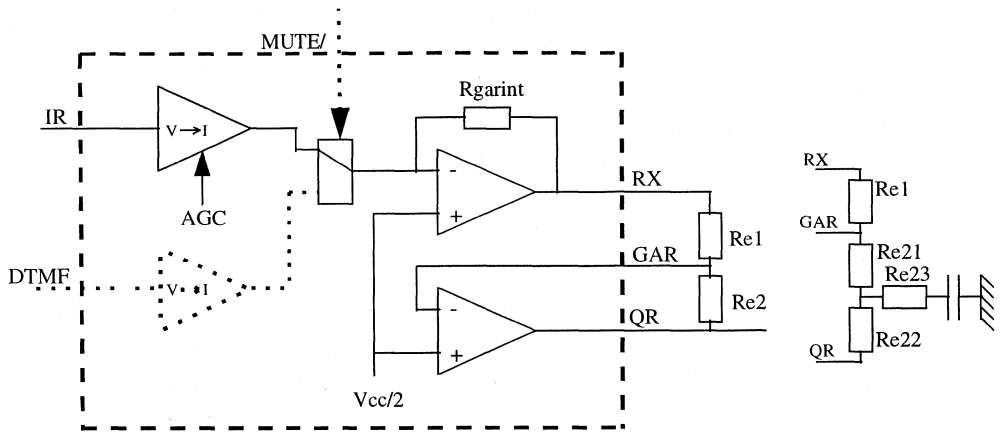 MUTE/
Rgarint
IR
V→I
AGC
DTMF
V I
-
+
-
+
Vcc/2
RX
Re1
GAR
Re2
QR
RX
Re1
GAR
Re21
Re23
Re22
QR